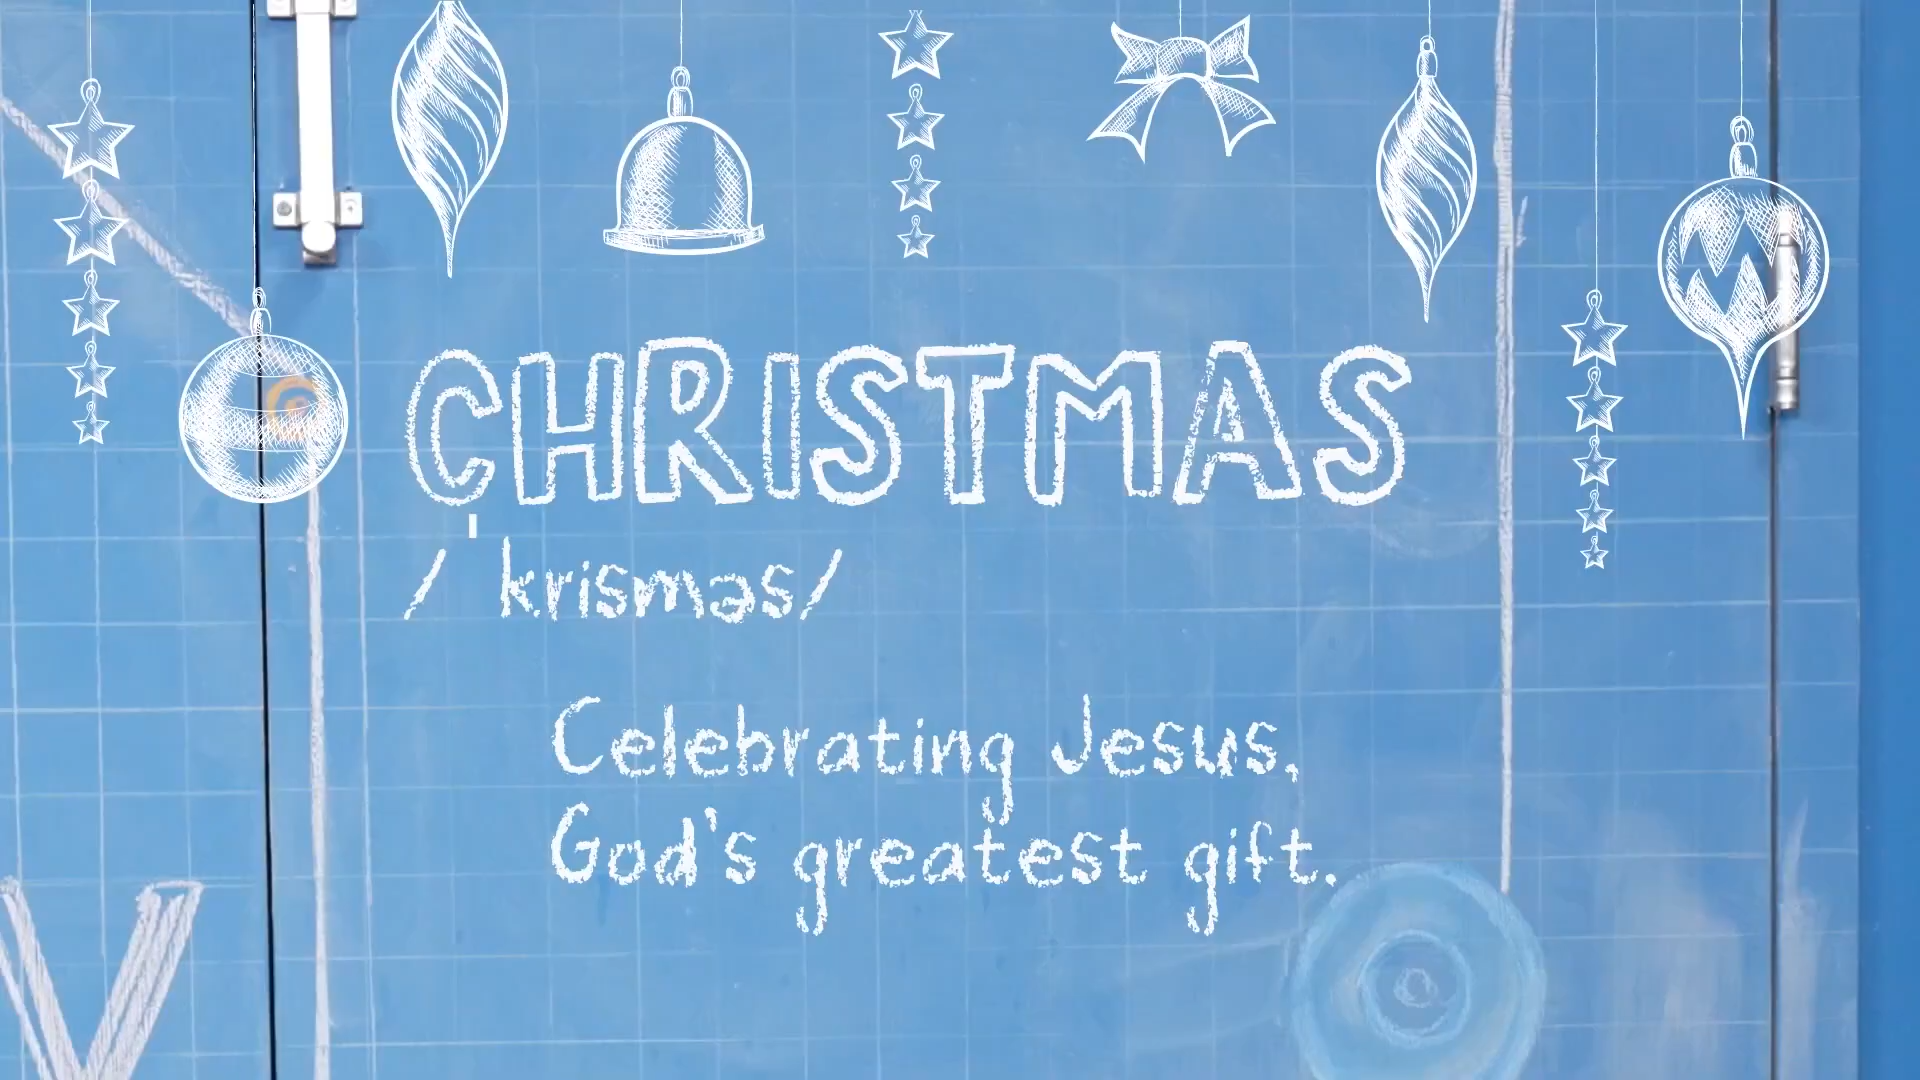 CHRISTMAS
/ˈkrisməs/
Celebrating Jesus,
God's greatest gift.